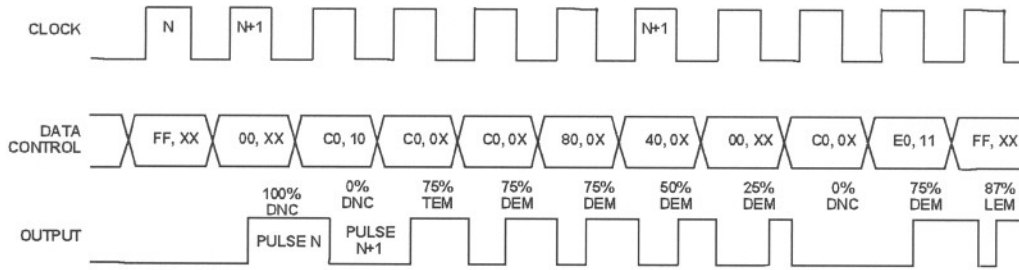 CLOCK N N+1 N+1
DATA
CONTROL
FF, XX 00, XX C0, 10 C0, 0X C0, 0X 80, 0X 40, 0X 00, XX C0, 0X E0, 11 FF, XX
100%
DNC
0%
DNC
75%
TEM
75%
DEM
75%
DEM
50%
DEM
25%
DEM
0%
DNC
75%
DEM
87%
LEM
OUTPUT
PULSE N
PULSE
N+1